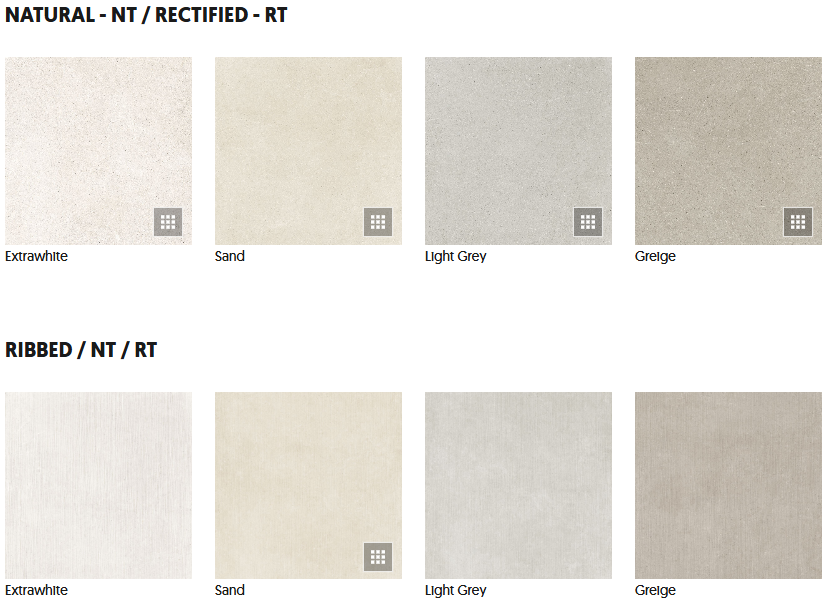 NATURAL - NT / RECTIFIED - RT
Extrawhite Sand Light Grey Greige
RIBBED / NT / RT
Extrawhite Sand Light Grey Greige